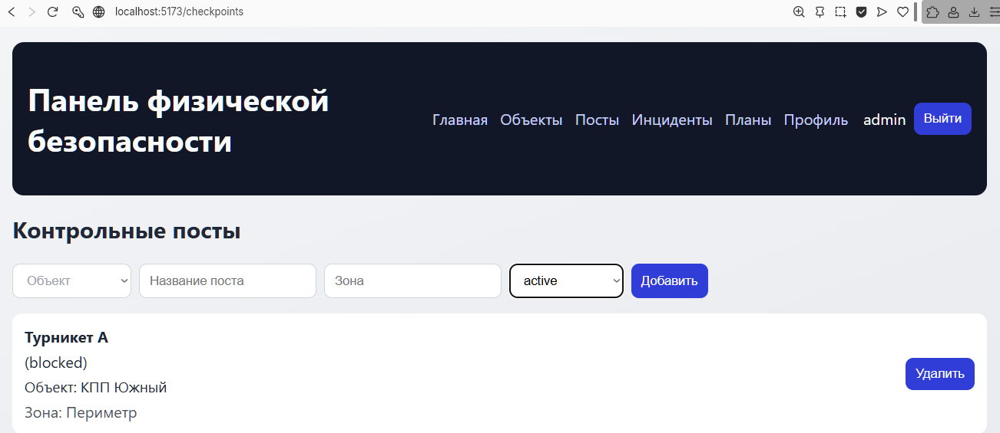 localhost:5173/checkpoints
Панель физической
безопасности
Главная Объекты Посты Инциденты Планы Профиль admin Выйти
Контрольные посты
Объект Название поста Зона active Добавить
Турникет А
(blocked)
Объект: КПП Южный
Зона: Периметр
Удалить